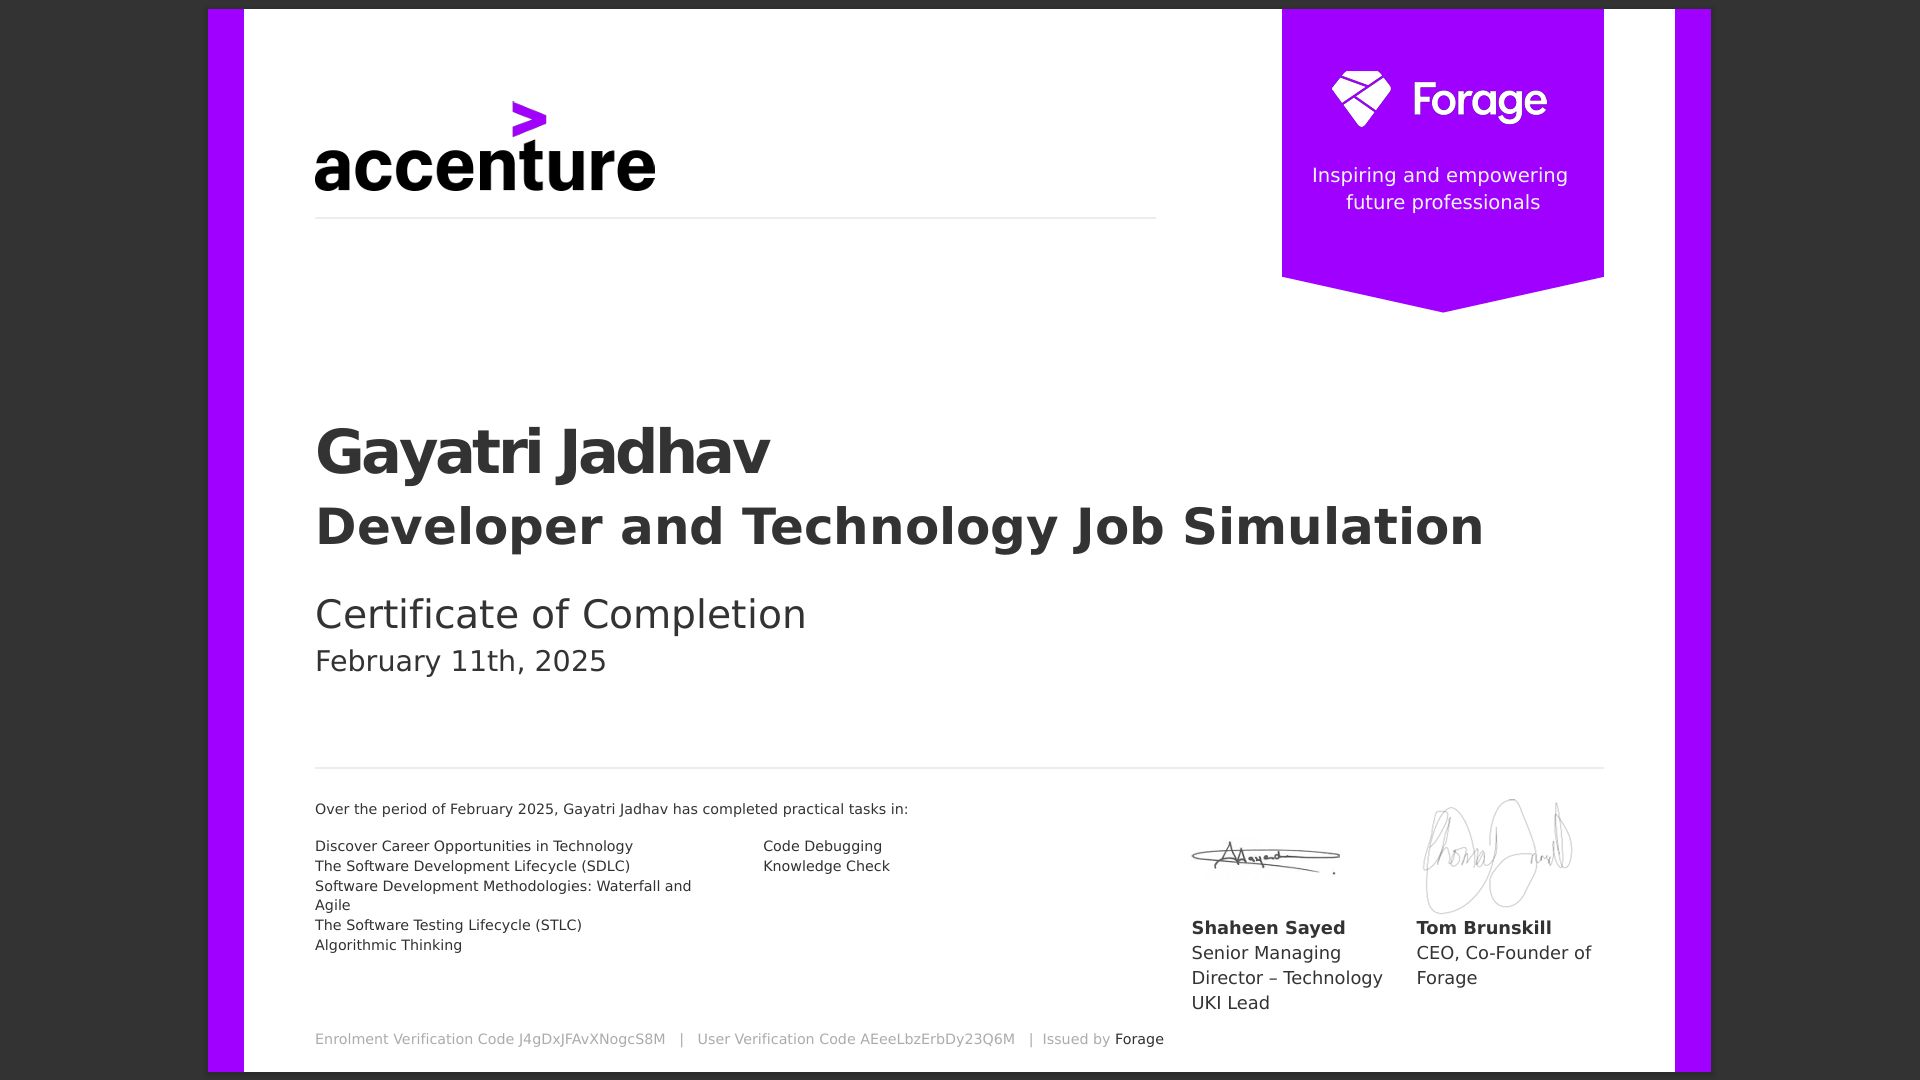 accenture
>
Forage
Inspiring and empowering
future professionals
Gayatri Jadhav
Developer and Technology Job Simulation
Certificate of Completion
February 11th, 2025
Over the period of February 2025, Gayatri Jadhav has completed practical tasks in:
Discover Career Opportunities in Technology
The Software Development Lifecycle (SDLC)
Software Development Methodologies: Waterfall and
Agile
The Software Testing Lifecycle (STLC)
Algorithmic Thinking
Code Debugging
Knowledge Check
Shaheen Sayed
Senior Managing
Director – Technology
UKI Lead
Tom Brunskill
CEO, Co-Founder of
Forage
Enrolment Verification Code J4gDxJFAvXNogcS8M | User Verification Code AEeeLbzErbDy23Q6M | Issued by Forage